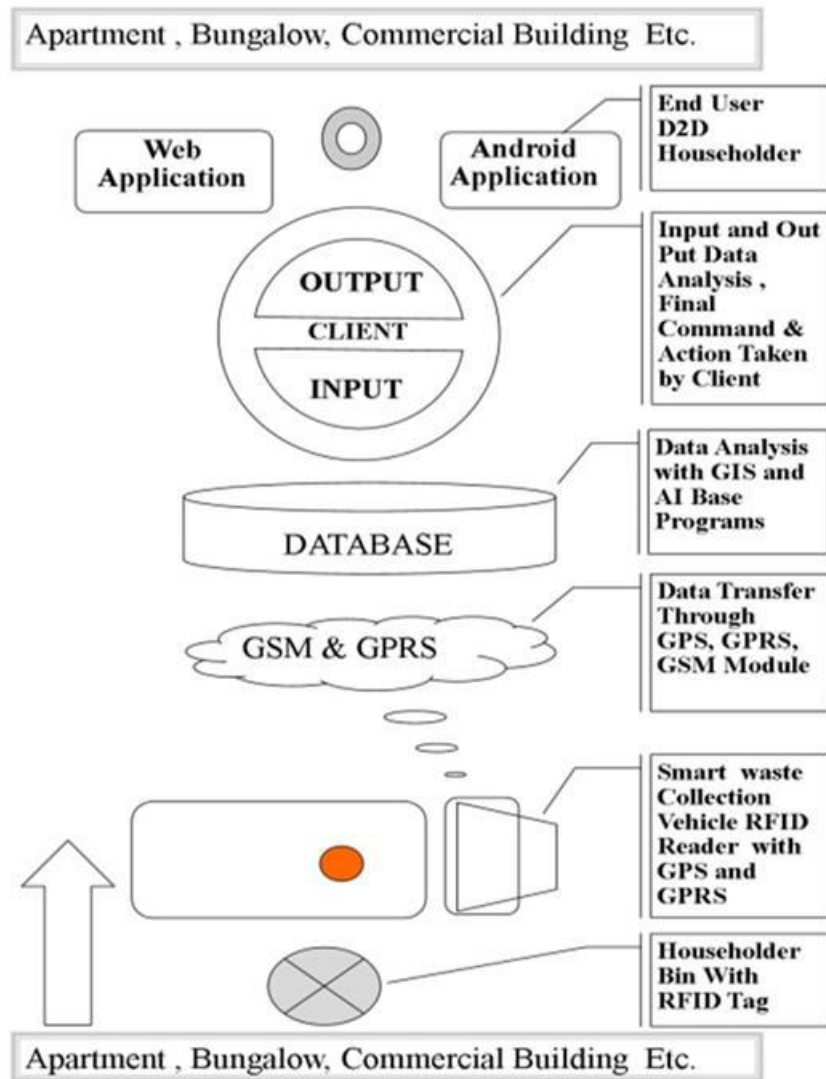 Apartment , Bungalow, Commercial Building Etc.
Web
Application
Android
Application
End User
D2D
Householder
OUTPUT
CLIENT
INPUT
Input and Out
Put Data
Analysis ,
Final
Command &
Action Taken
by Client
DATABASE
Data Analysis
with GIS and
AI Base
Programs
GSM & GPRS
Data Transfer
Through
GPS, GPRS,
GSM Module
Smart waste
Collection
Vehicle RFID
Reader with
GPS and
GPRS
Householder
Bin With
RFID Tag
Apartment , Bungalow, Commercial Building Etc.